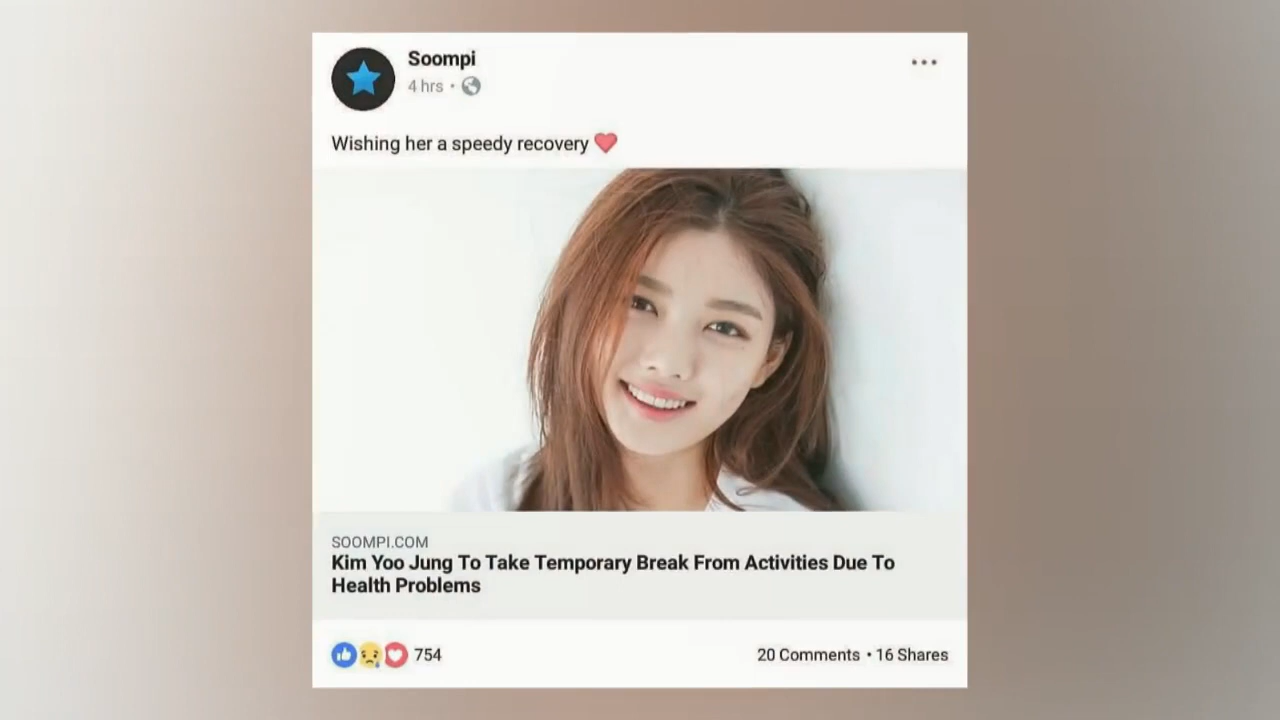 Soompi
4 hrs •
Wishing her a speedy recovery ❤
SOOMPI.COM
Kim Yoo Jung To Take Temporary Break From Activities Due To
Health Problems
754
20 Comments • 16 Shares